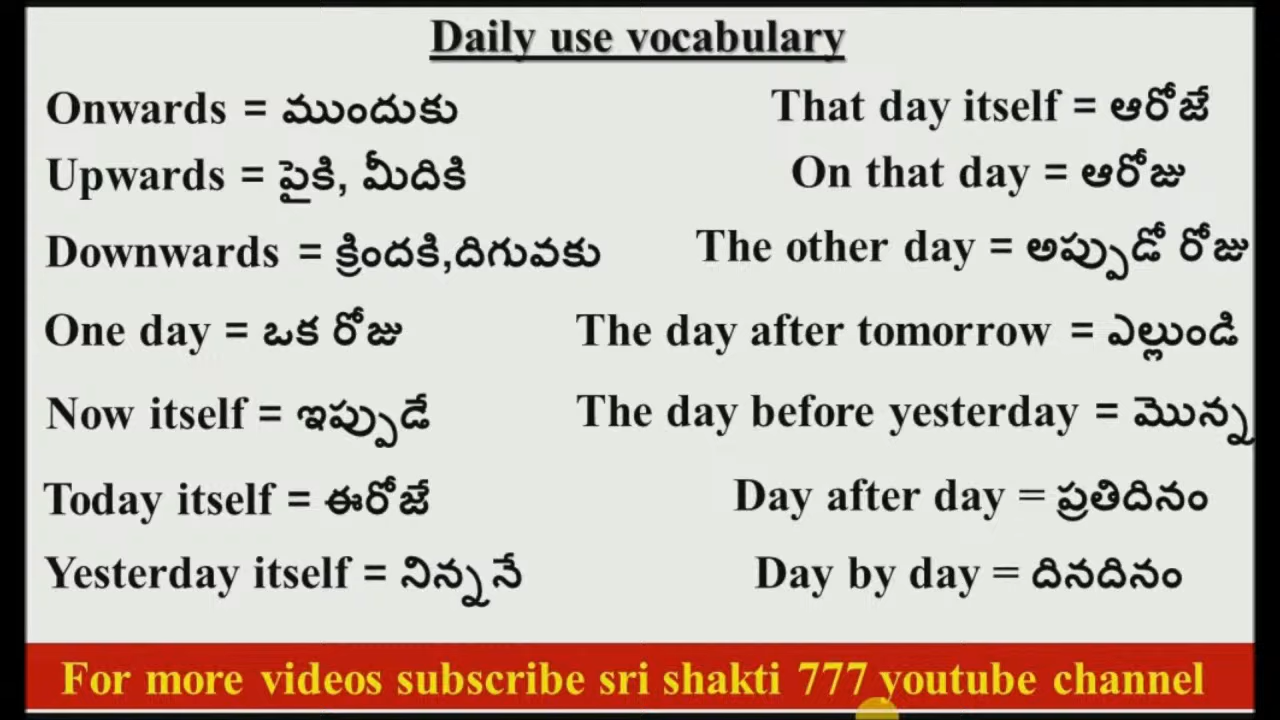 Daily use vocabulary
Onwards = ముందుకు
Upwards = పైకి, మీదికి
Downwards = క్రిందకి,దిగువకు
One day = ఒక రోజు
Now itself = ఇప్పుడే
Today itself = ఈరోజే
Yesterday itself = నిన్ననే
That day itself = ఆరోజే
On that day = ఆరోజు
The other day = అప్పుడో రోజు
The day after tomorrow = ఎల్లుండి
The day before yesterday = మొన్న
Day after day = ప్రతిదినం
Day by day = దినదినం
For more videos subscribe sri shakti 777 youtube channel